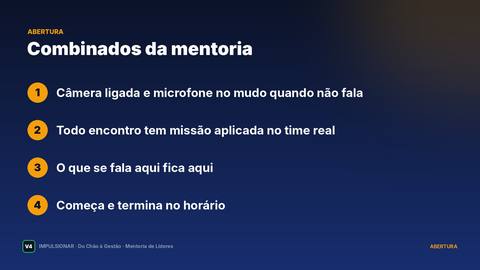 ABERTURA
Combinados da mentoria
1 Câmera ligada e microfone no mudo quando não fala
2 Todo encontro tem missão aplicada no time real
3 O que se fala aqui fica aqui
4 Começa e termina no horário
V4 IMPULSIONAR · Do Chão à Gestão · Mentoria de Líderes
ABERTURA